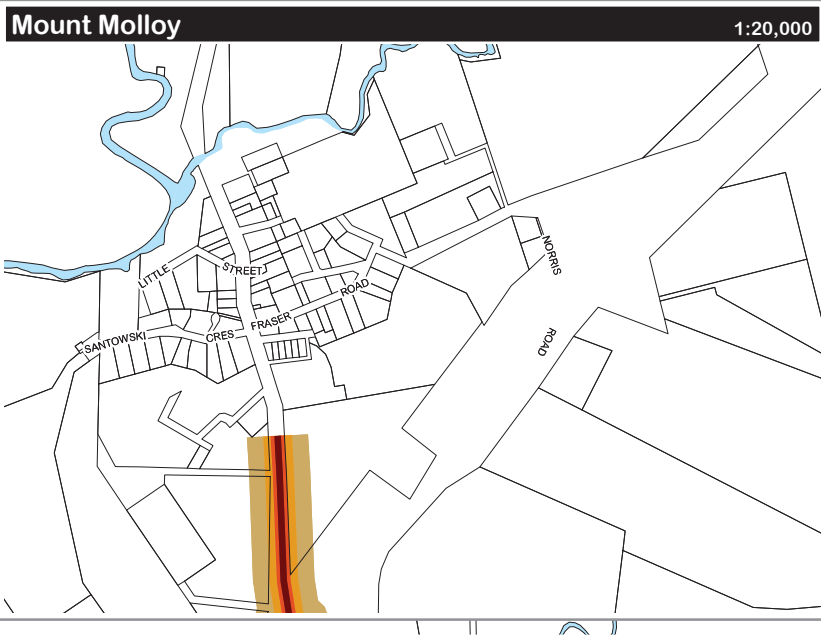 Mount Molloy
1:20,000
NORRIS
LITTLE
STREET
ROAD
FRASER
SANTOWSKI
CRES
ROAD